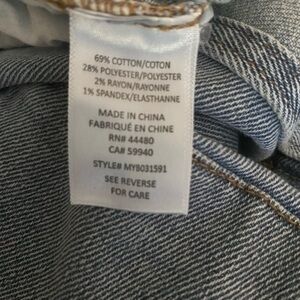 69% COTTON/COTON
28% POLYESTER/POLYESTER
2% RAYON/RAYONNE
1% SPANDEX/ELASTHANNE
MADE IN CHINA
FABRIQUÉ EN CHINE
RN# 44480
CA# 59940
STYLE# MYB031591
SEE REVERSE
FOR CARE